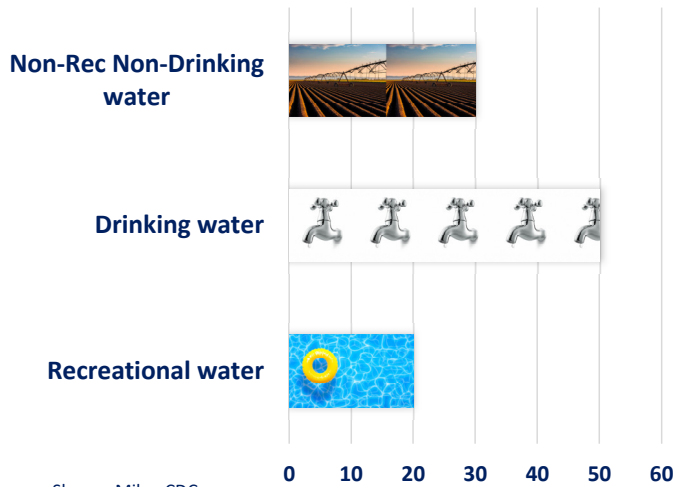 Non-Rec Non-Drinking
water
Drinking water
Recreational water
0 10 20 30 40 50 60